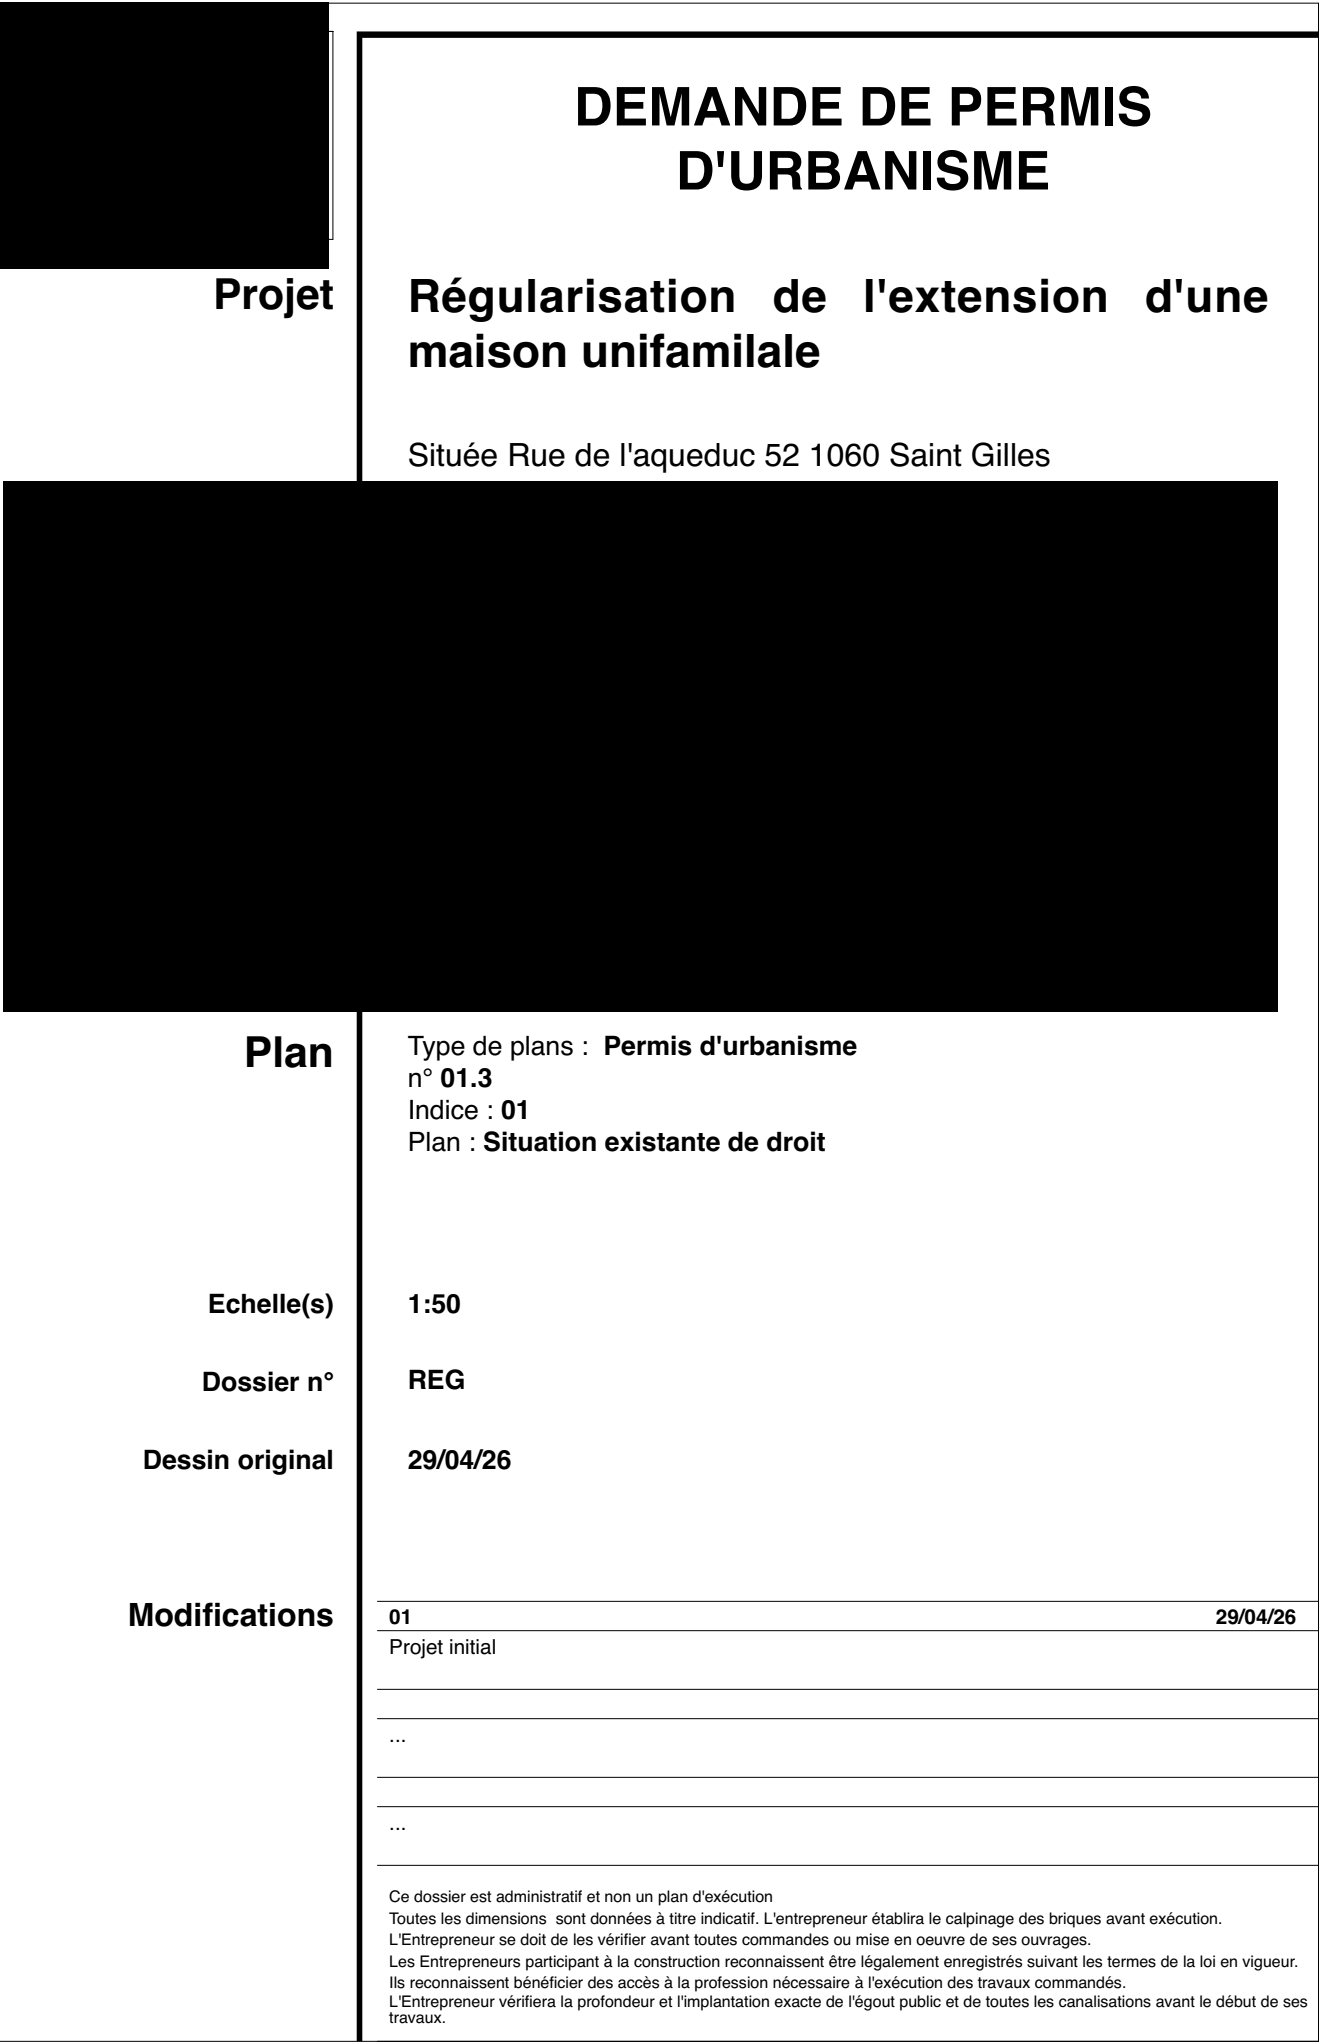 DEMANDE DE PERMIS
D'URBANISME
Projet
Régularisation de l'extension d'une
maison unifamilale
Située Rue de l'aqueduc 52 1060 Saint Gilles
Plan
Type de plans : Permis d'urbanisme
n° 01.3
Indice : 01
Plan : Situation existante de droit
Echelle(s) 1:50
Dossier n° REG
Dessin original 29/04/26
Modifications
01 29/04/26
Projet initial
...
...
Ce dossier est administratif et non un plan d'exécution
Toutes les dimensions sont données à titre indicatif. L'entrepreneur établira le calpinage des briques avant exécution.
L'Entrepreneur se doit de les vérifier avant toutes commandes ou mise en oeuvre de ses ouvrages.
Les Entrepreneurs participant à la construction reconnaissent être légalement enregistrés suivant les termes de la loi en vigueur.
Ils reconnaissent bénéficier des accès à la profession nécessaire à l'exécution des travaux commandés.
L'Entrepreneur vérifiera la profondeur et l'implantation exacte de l'égout public et de toutes les canalisations avant le début de ses
travaux.